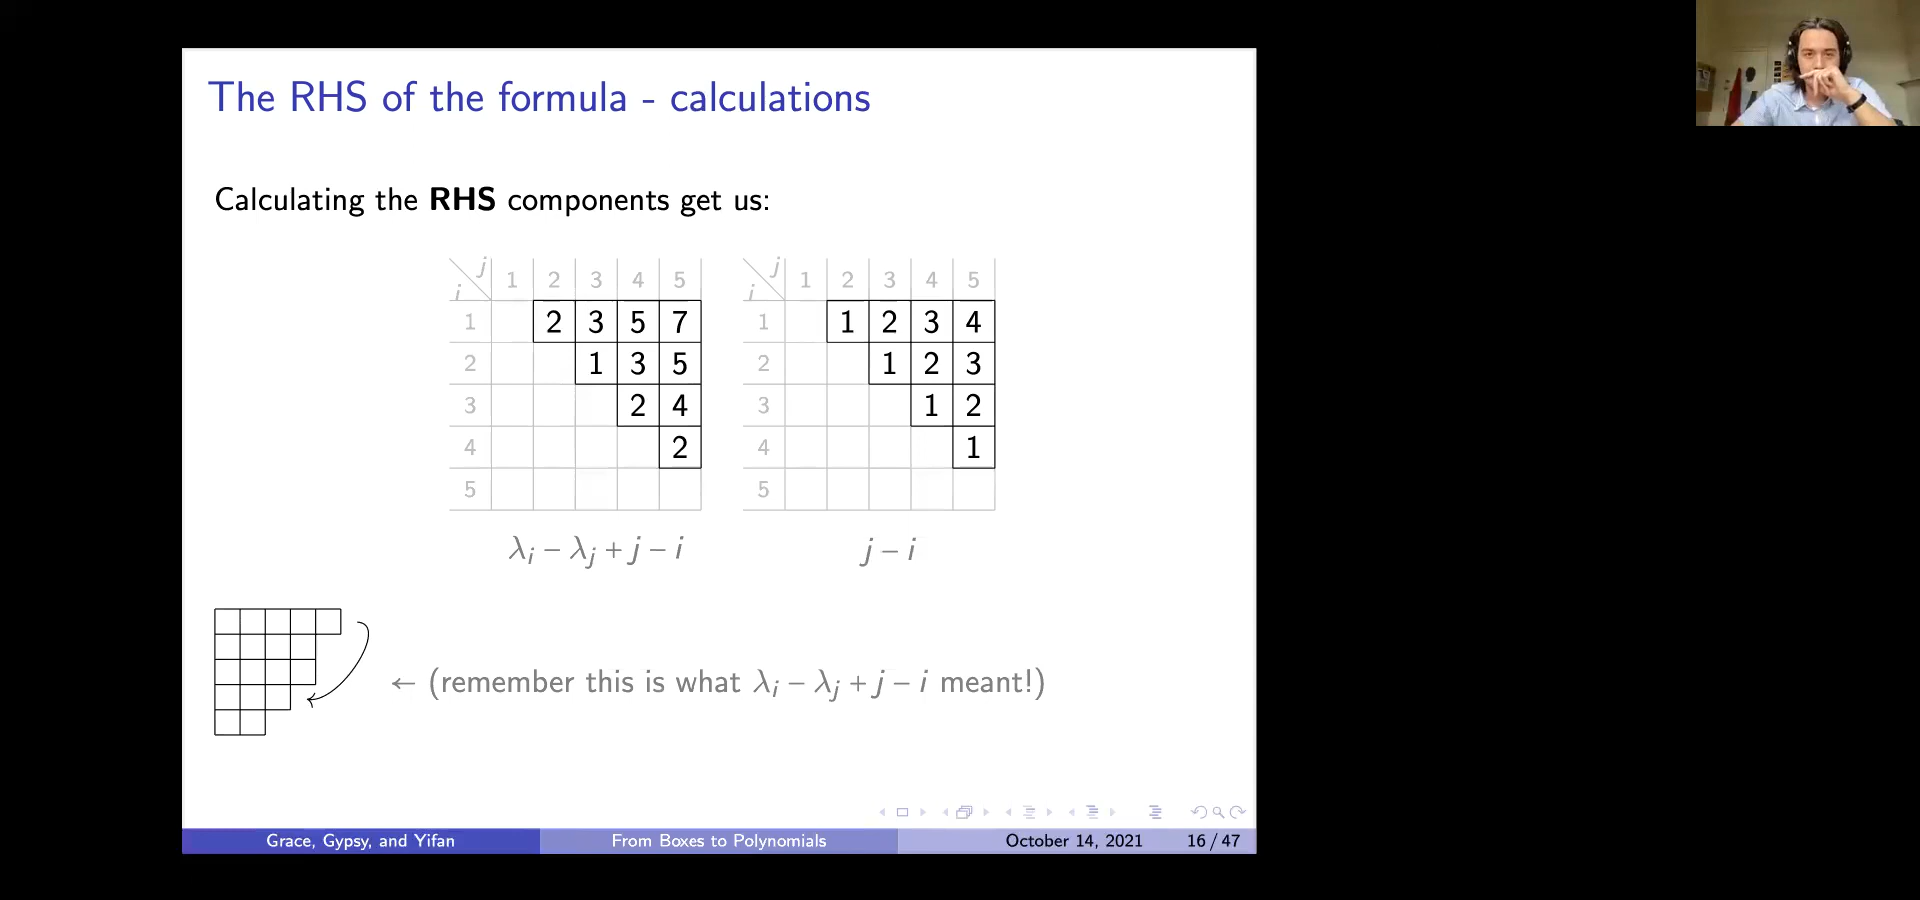 The RHS of the formula - calculations
Calculating the RHS components get us:
j 1 2 3 4 5
i
1 2 3 5 7
2 1 3 5
3 2 4
4 2
5
λi − λj + j − i
j 1 2 3 4 5
i
1 1 2 3 4
2 1 2 3
3 1 2
4 1
5
j − i
← (remember this is what λi − λj + j − i meant!)
Grace, Gypsy, and Yifan
From Boxes to Polynomials
October 14, 2021
16 / 47